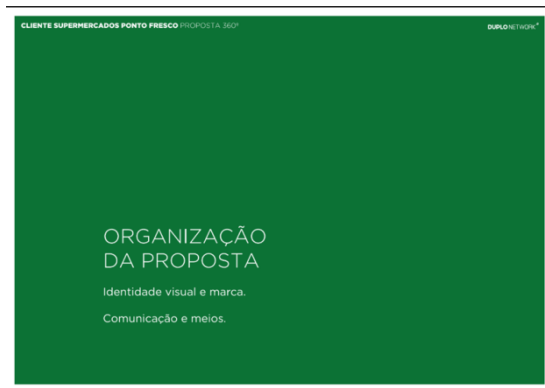 CLIENTE SUPERMERCADOS PONTO FRESCO PROPOSTA 360º
DUPLONETWORK
ORGANIZAÇÃO
DA PROPOSTA
Identidade visual e marca.
Comunicação e meios.